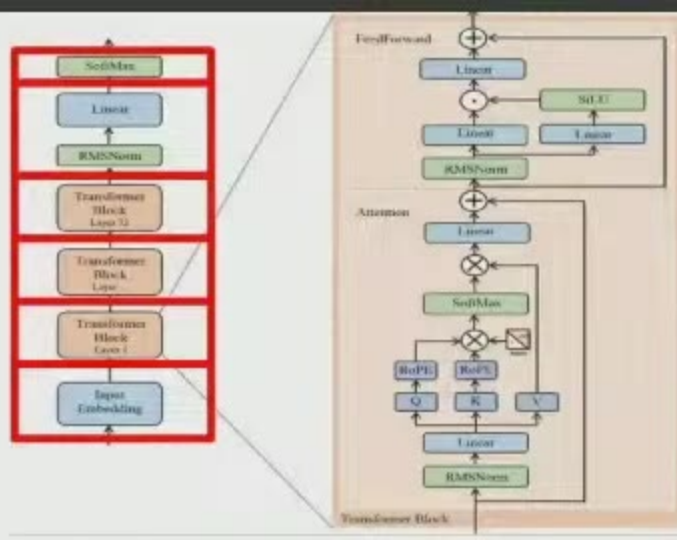 SoftMax
Linear
RMSNorm
Transformer
Block
Layer 32
Transformer
Block
Layer ...
Transformer
Block
Layer 1
Input
Embedding
FeedForward
Linear
SiLU
Linear
Linear
RMSNorm
Attention
Linear
SoftMax
RoPE
RoPE
Q
K
V
Linear
RMSNorm
Transformer Block